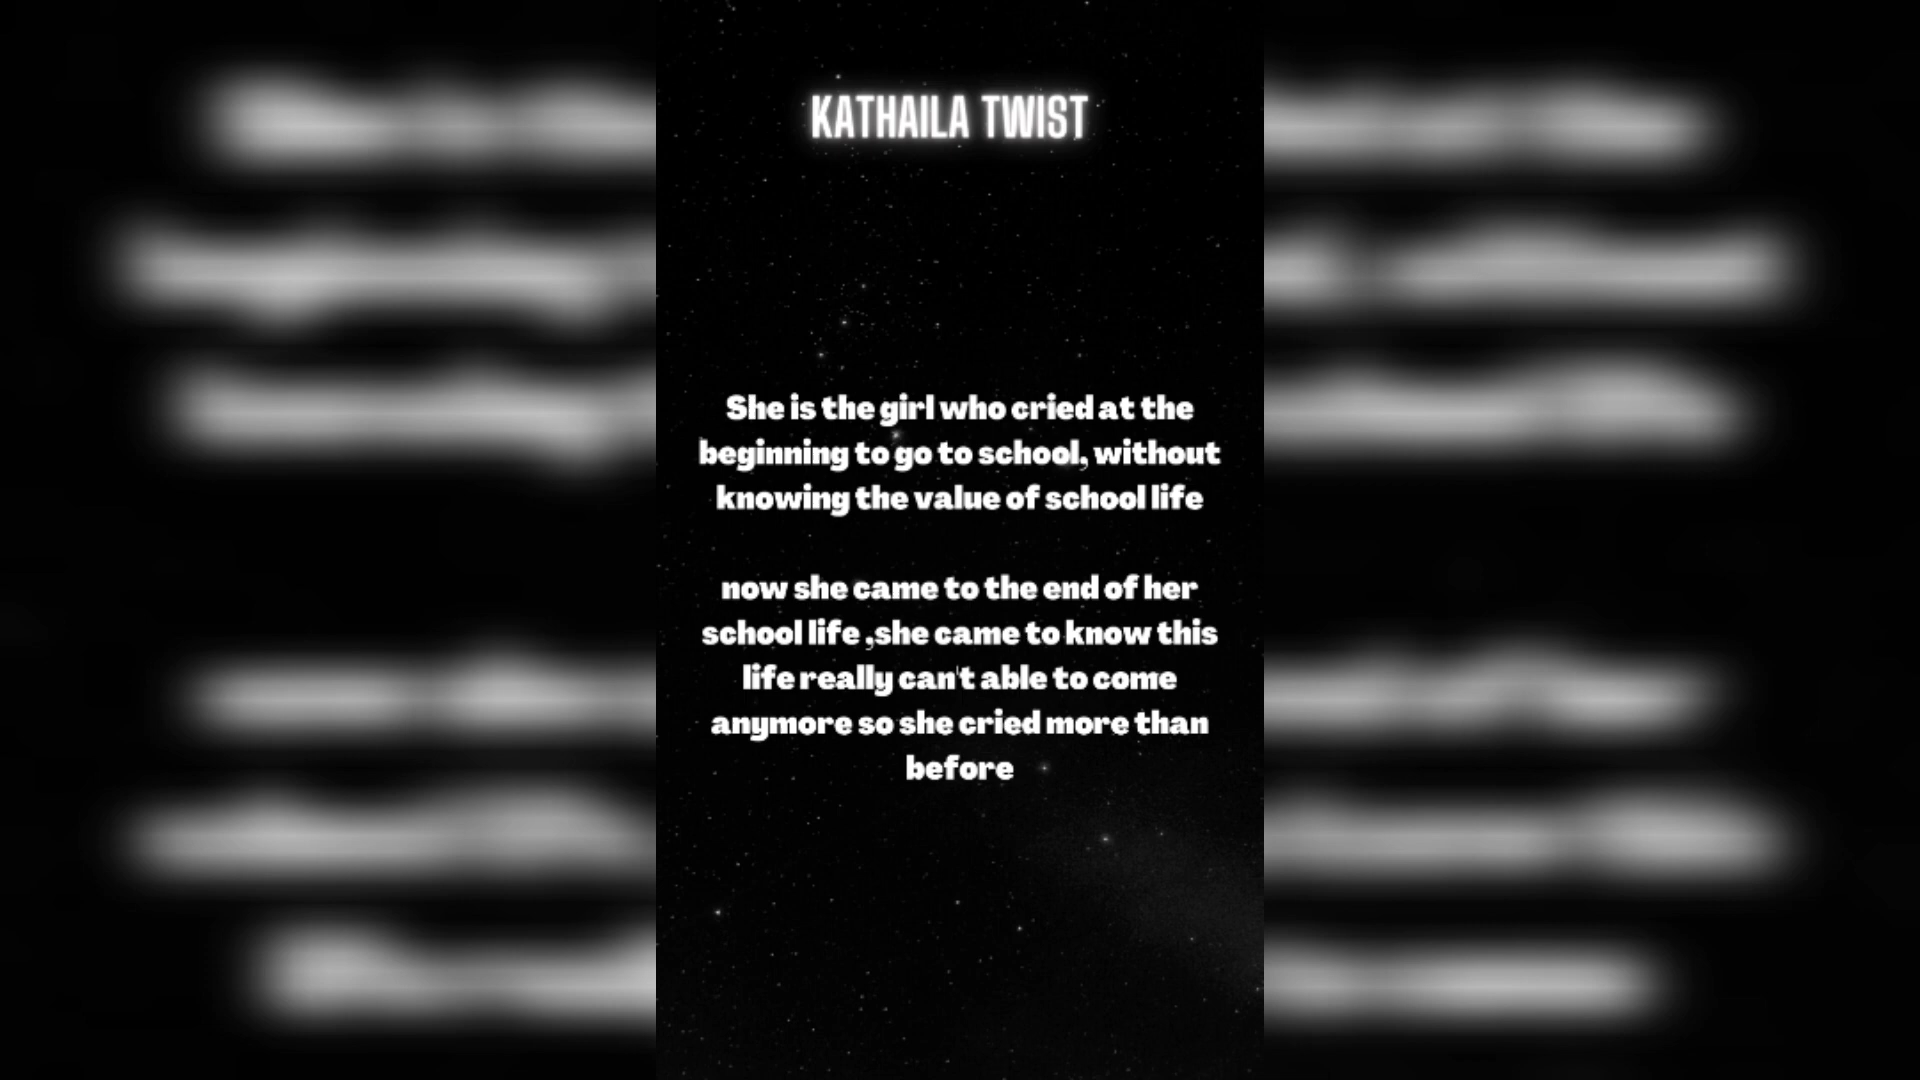 KATHAILA TWIST
She is the girl who cried at the
beginning to go to school, without
knowing the value of school life
now she came to the end of her
school life ,she came to know this
life really can't able to come
anymore so she cried more than
before